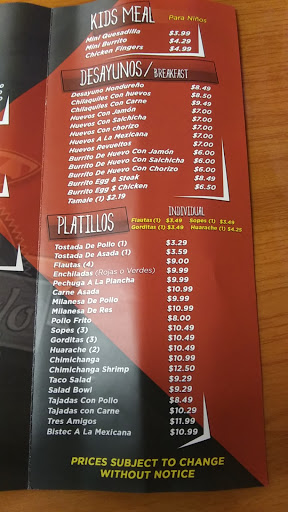 KIDS MEAL Para Niños
Mini Quesadilla $3.99
Mini Burrito $4.29
Chicken Fingers $4.99
DESAYUNOS/BREAKFAST
Desayuno Hondureño $8.49
Chilaquiles Con huevos $8.50
Chilaquiles Con Carne $9.49
Huevos Con Jamón $7.00
Huevos Con Salchicha $7.00
Huevos Con chorizo $7.00
Huevos A La Mexicana $7.00
Huevos Revueltos $7.00
Burrito De Huevo Con Jamón $6.00
Burrito De Huevo Con Salchicha $6.00
Burrito De Huevo Con Chorizo $6.00
Burrito Egg & Steak $8.49
Burrito Egg $ Chicken $6.50
Tamale (1) $2.19
PLATILLOS
INDIVIDUAL
Flautas (1) $3.49 Sopes (1) $3.49
Gorditas (1) $3.49 Huarache (1) $4.25
Tostada De Pollo (1) $3.29
Tostada De Asada (1) $3.55
Flautas (4) $9.00
Enchiladas (Rojas o Verdes) $9.99
Pechuga A La Plancha $9.99
Carne Asada $10.99
Milanesa De Pollo $9.99
Milanesa De Res $10.99
Pollo Frito $8.00
Sopes (3) $10.49
Gorditas (3) $10.49
Huarache (2) $10.49
Chimichanga $10.99
Chimichanga Shrimp $12.50
Taco Salad $9.29
Salad Bowl $9.29
Tajadas Con Pollo $8.49
Tajadas con Carne $10.29
Tres Amigos $11.99
Bistec A La Mexicana $10.99
PRICES SUBJECT TO CHANGE
WITHOUT NOTICE